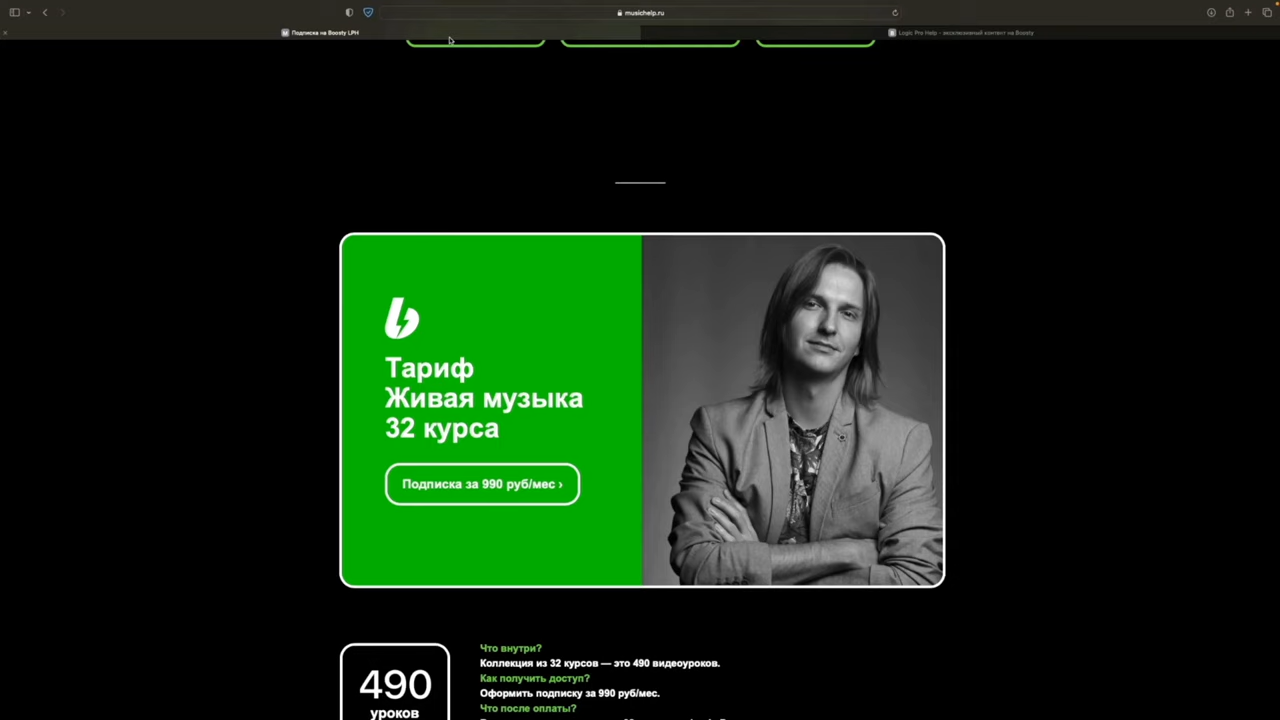 musichelp.ru
Подписка на Boosty LPH
Logic Pro Help - эксклюзивный контент на Boosty
Тариф
Живая музыка
32 курса
Подписка за 990 руб/мес ›
490
уроков
Что внутри?
Коллекция из 32 курсов — это 490 видеоуроков.
Как получить доступ?
Оформить подписку за 990 руб/мес.
Что после оплаты?